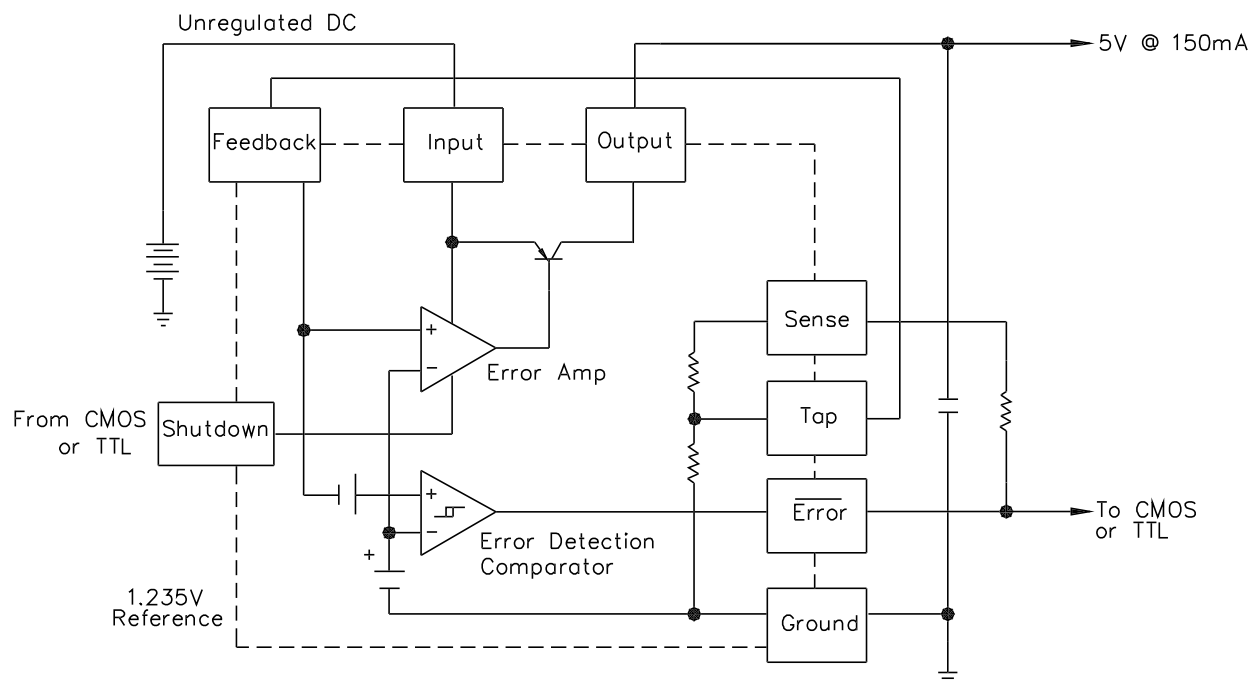 Unregulated DC
5V @ 150mA
Feedback
Input
Output
Sense
+
−
Error Amp
From CMOS
or TTL
Shutdown
Tap
+
−
Error
To CMOS
or TTL
Error Detection
Comparator
+
1.235V
Reference
Ground